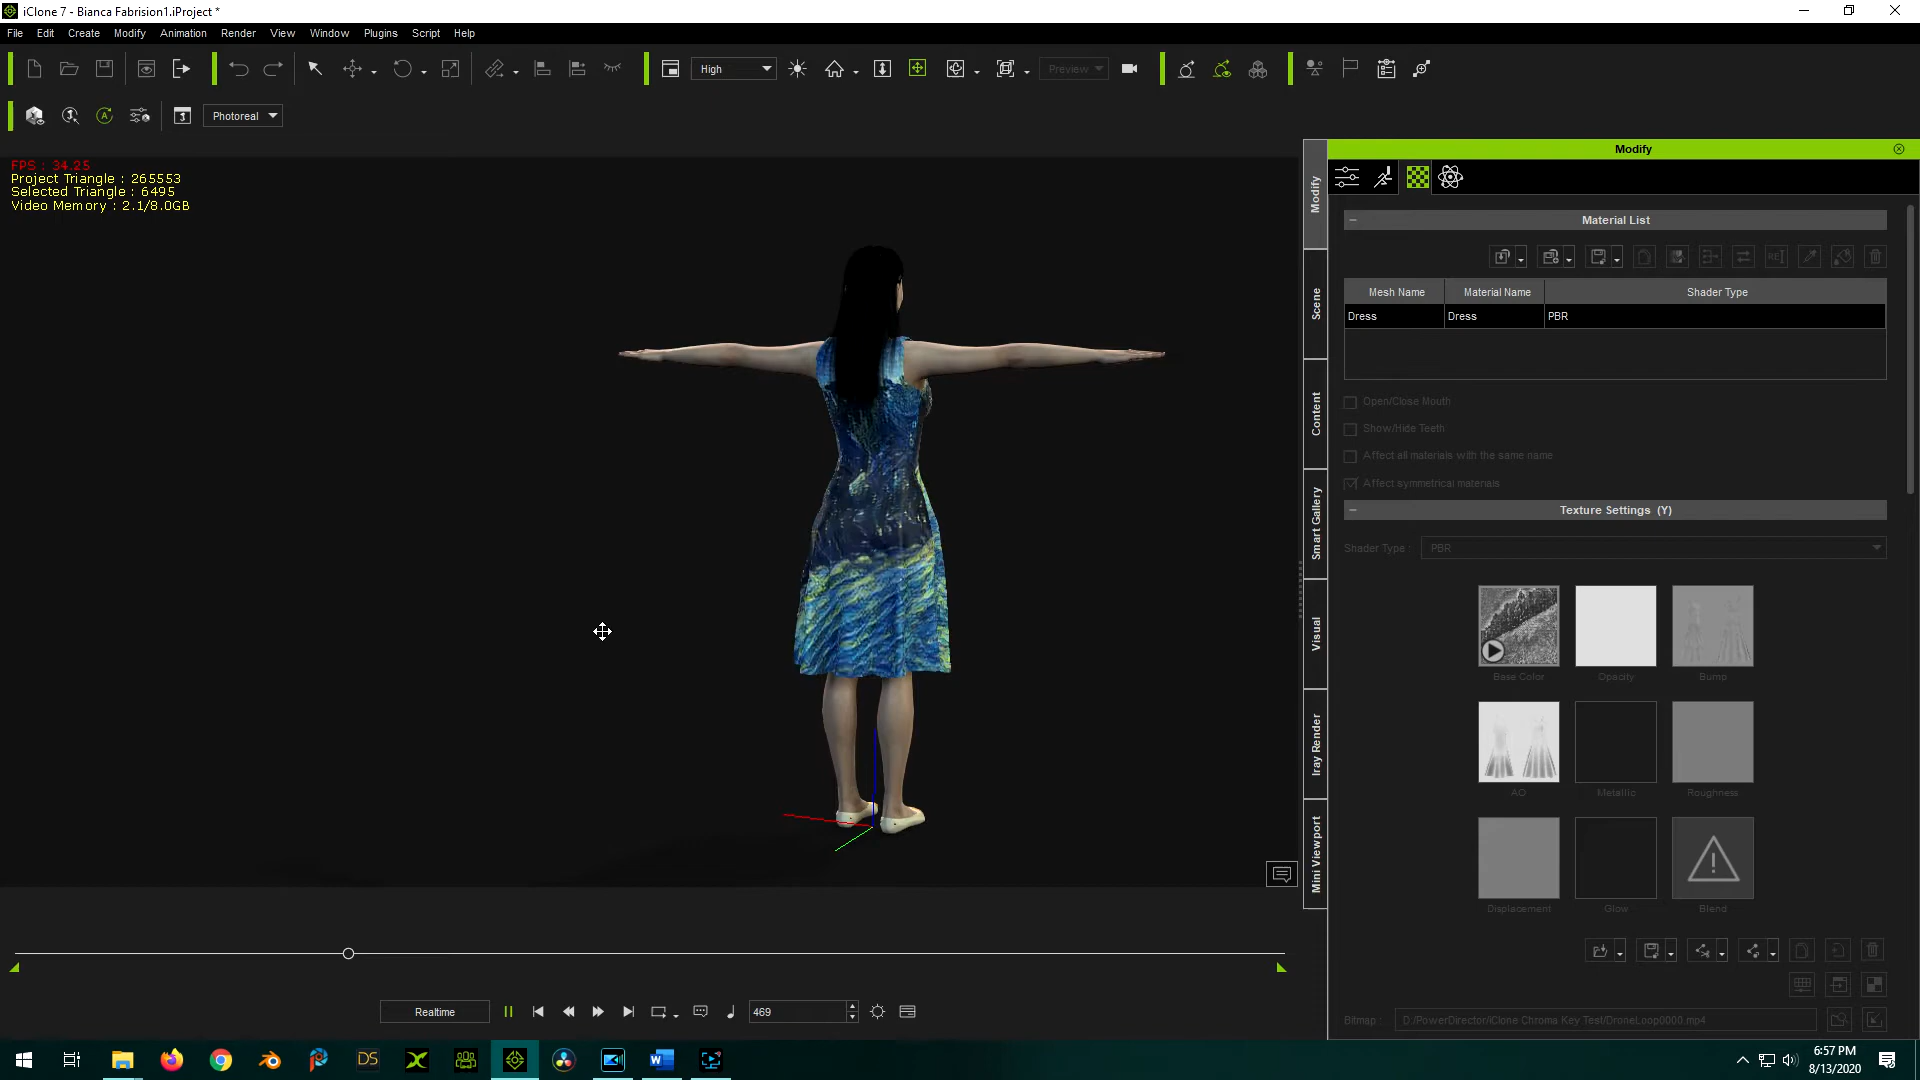 iClone 7 - Bianca Fabrision1.iProject *
File Edit Create Modify Animation Render View Window Plugins Script Help
High Preview
Photoreal
FPS : 34.25
Project Triangle : 265553
Selected Triangle : 6495
Video Memory : 2.1/8.0GB
Modify
Scene
Content
Smart Gallery
Visual
Iray Render
Mini Viewport
Modify
Material List
REI
Mesh Name Material Name Shader Type
Dress Dress PBR
Open/Close Mouth
Show/Hide Teeth
Affect all materials with the same name
Affect symmetrical materials
Texture Settings (Y)
Shader Type : PBR
Base Color Opacity Bump
AO Metallic Roughness
Displacement Glow Blend
Bitmap : D:/PowerDirector/iClone Chroma Key Test/DroneLoop0000.mp4
Realtime 469
DS
6:57 PM
8/13/2020